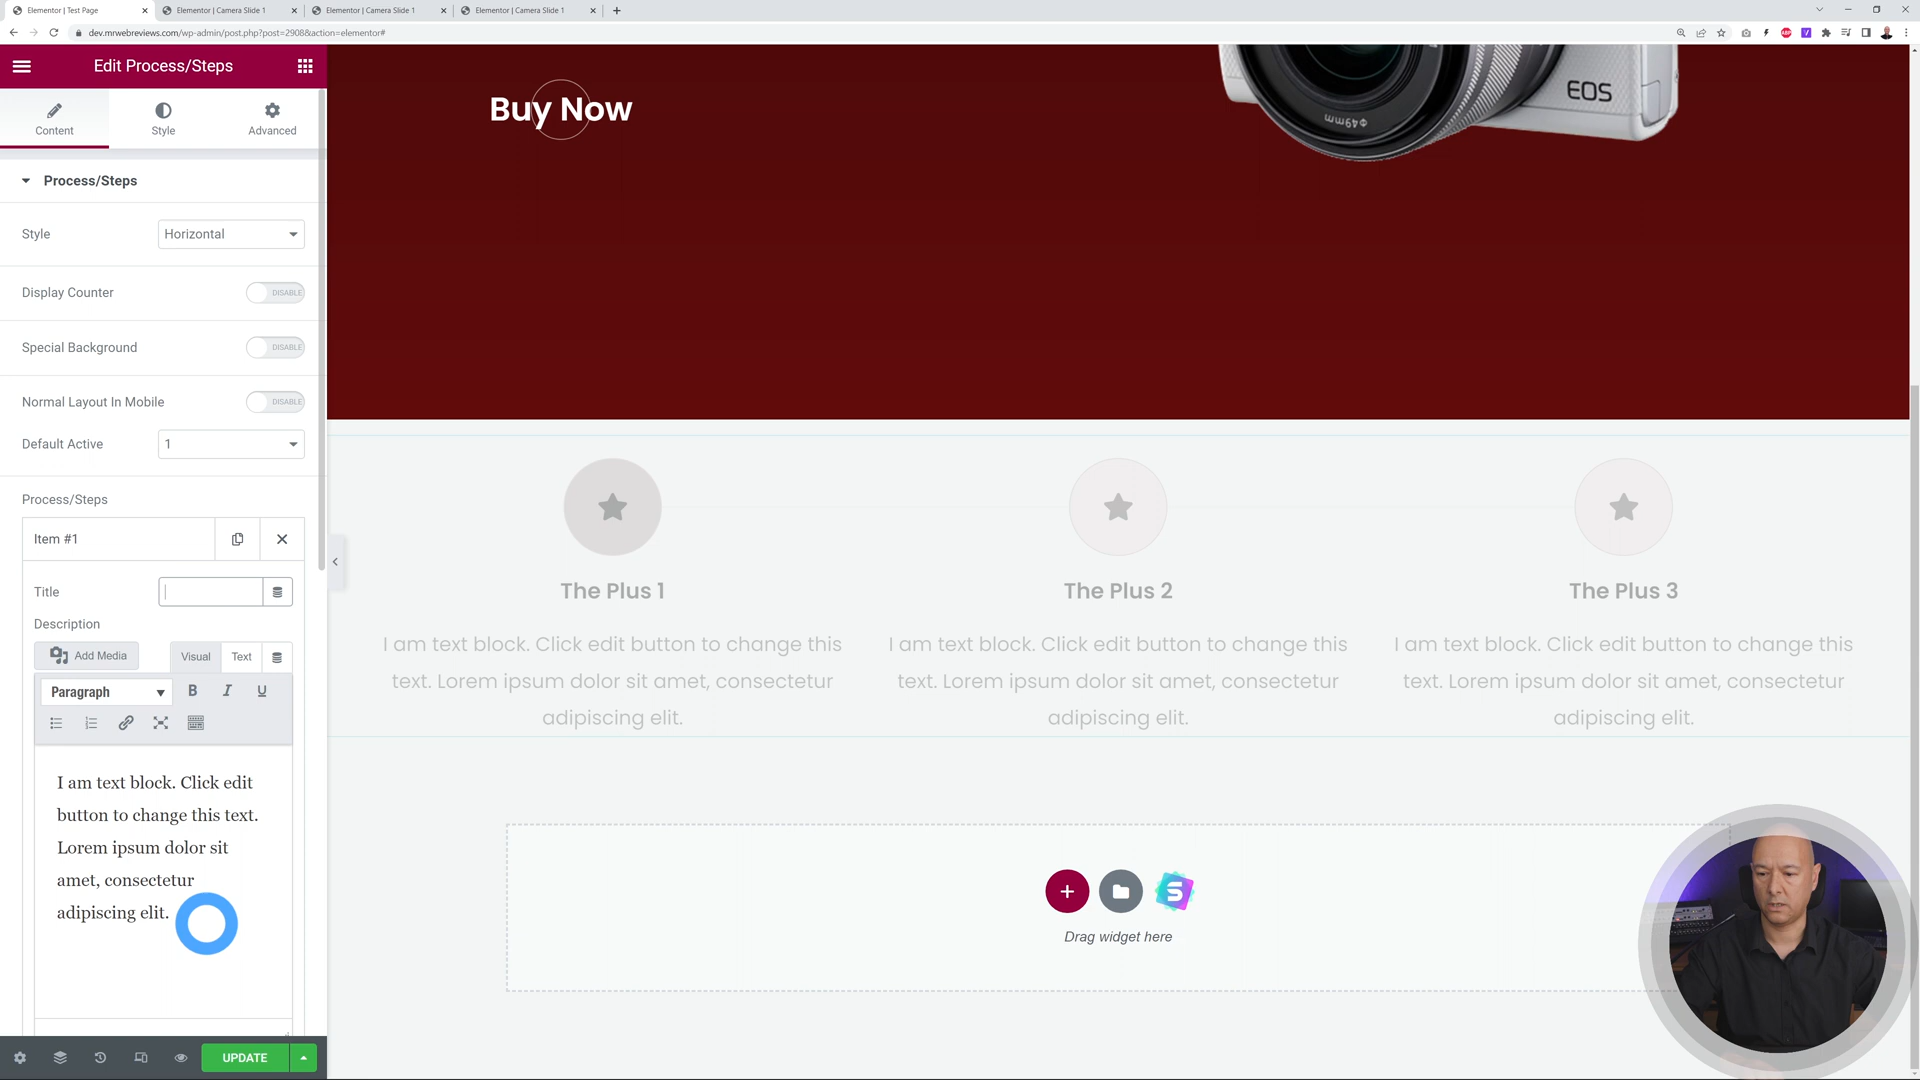 Elementor | Test Page
Elementor | Camera Slide 1
Elementor | Camera Slide 1
Elementor | Camera Slide 1
dev.mrwebreviews.com/wp-admin/post.php?post=2908&action=elementor#
Edit Process/Steps
Content
Style
Advanced
Process/Steps
Style
Horizontal
Display Counter
DISABLE
Special Background
DISABLE
Normal Layout In Mobile
DISABLE
Default Active
1
Process/Steps
Item #1
Title
Description
Add Media
Visual
Text
Paragraph
B
I
U
I am text block. Click edit
button to change this text.
Lorem ipsum dolor sit
amet, consectetur
adipiscing elit.
UPDATE
Buy Now
EOS
Φ49mm
The Plus 1
I am text block. Click edit button to change this
text. Lorem ipsum dolor sit amet, consectetur
adipiscing elit.
The Plus 2
I am text block. Click edit button to change this
text. Lorem ipsum dolor sit amet, consectetur
adipiscing elit.
The Plus 3
I am text block. Click edit button to change this
text. Lorem ipsum dolor sit amet, consectetur
adipiscing elit.
Drag widget here